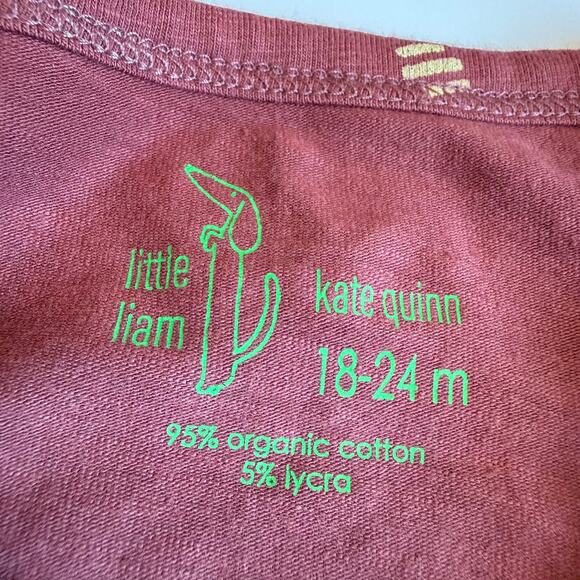 little
liam
kate quinn
18-24 m
95% organic cotton
5% lycra